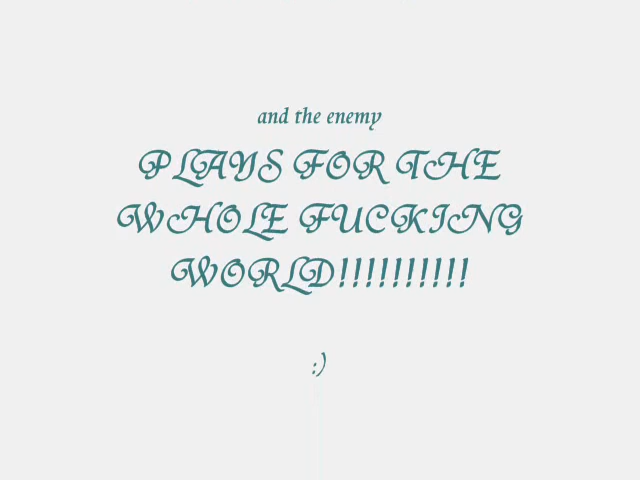 and the enemy
PLAYS FOR THE
WHOLE FUCKING
WORLD!!!!!!!!!!
:)